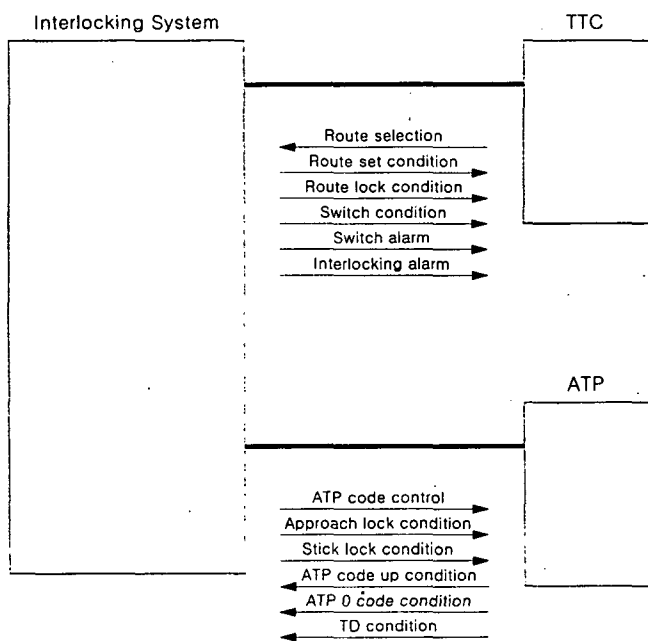 Interlocking System
TTC
Route selection
Route set condition
Route lock condition
Switch condition
Switch alarm
Interlocking alarm
ATP
ATP code control
Approach lock condition
Stick lock condition
ATP code up condition
ATP 0 code condition
TD condition